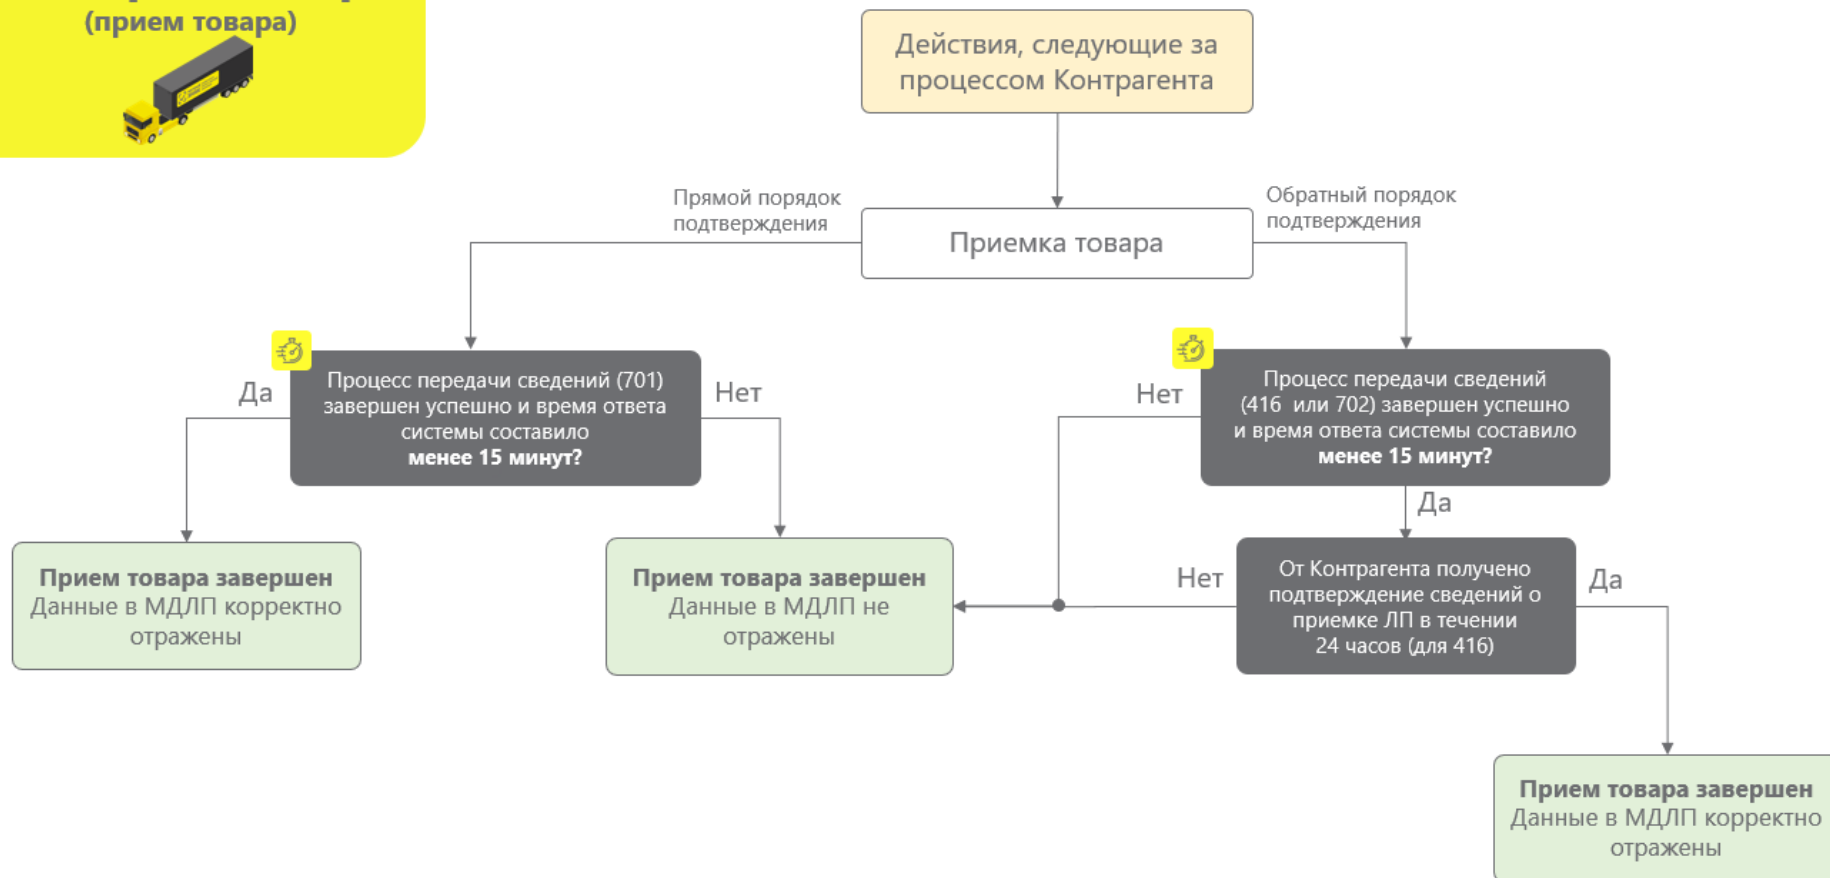 (прием товара)
Действия, следующие за
процессом Контрагента
Прямой порядок
подтверждения
Обратный порядок
подтверждения
Приемка товара
Да
Процесс передачи сведений (701)
завершен успешно и время ответа
системы составило
менее 15 минут?
Нет
Нет
Процесс передачи сведений
(416 или 702) завершен успешно
и время ответа системы составило
менее 15 минут?
Да
Прием товара завершен
Данные в МДЛП корректно
отражены
Прием товара завершен
Данные в МДЛП не
отражены
Нет
От Контрагента получено
подтверждение сведений о
приемке ЛП в течении
24 часов (для 416)
Да
Прием товара завершен
Данные в МДЛП корректно
отражены